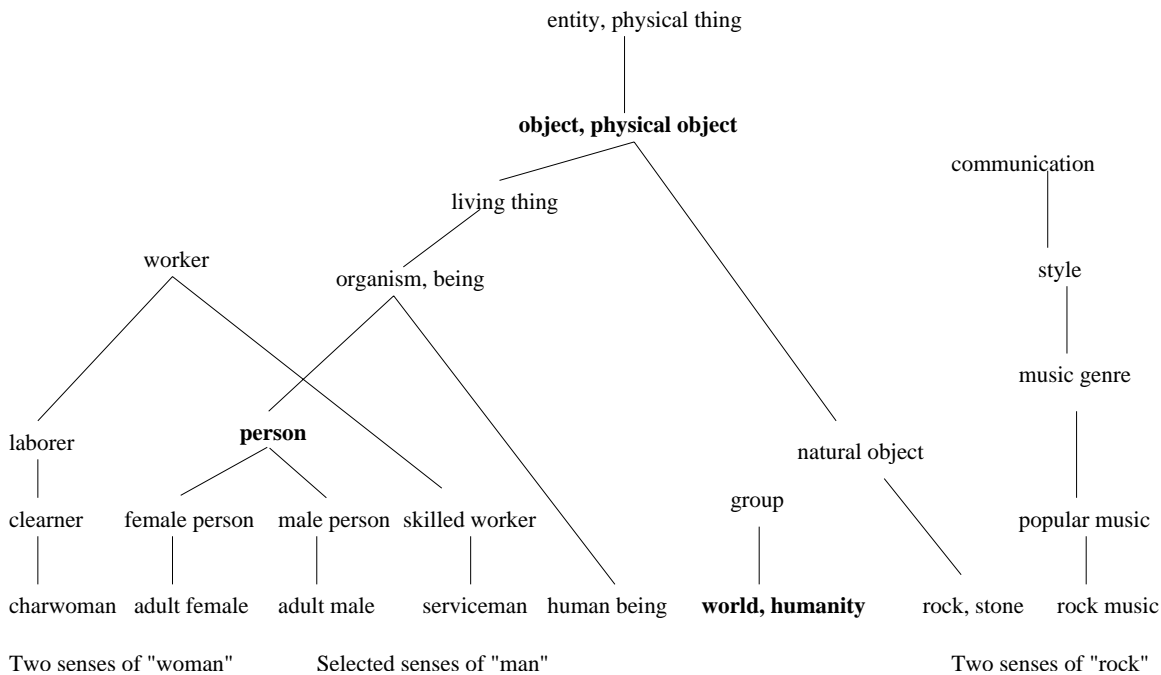 entity, physical thing
object, physical object
communication
living thing
worker
organism, being
style
music genre
laborer
person
natural object
group
clearner
female person
male person
skilled worker
popular music
charwoman
adult female
adult male
serviceman
human being
world, humanity
rock, stone
rock music
Two senses of "woman"
Selected senses of "man"
Two senses of "rock"